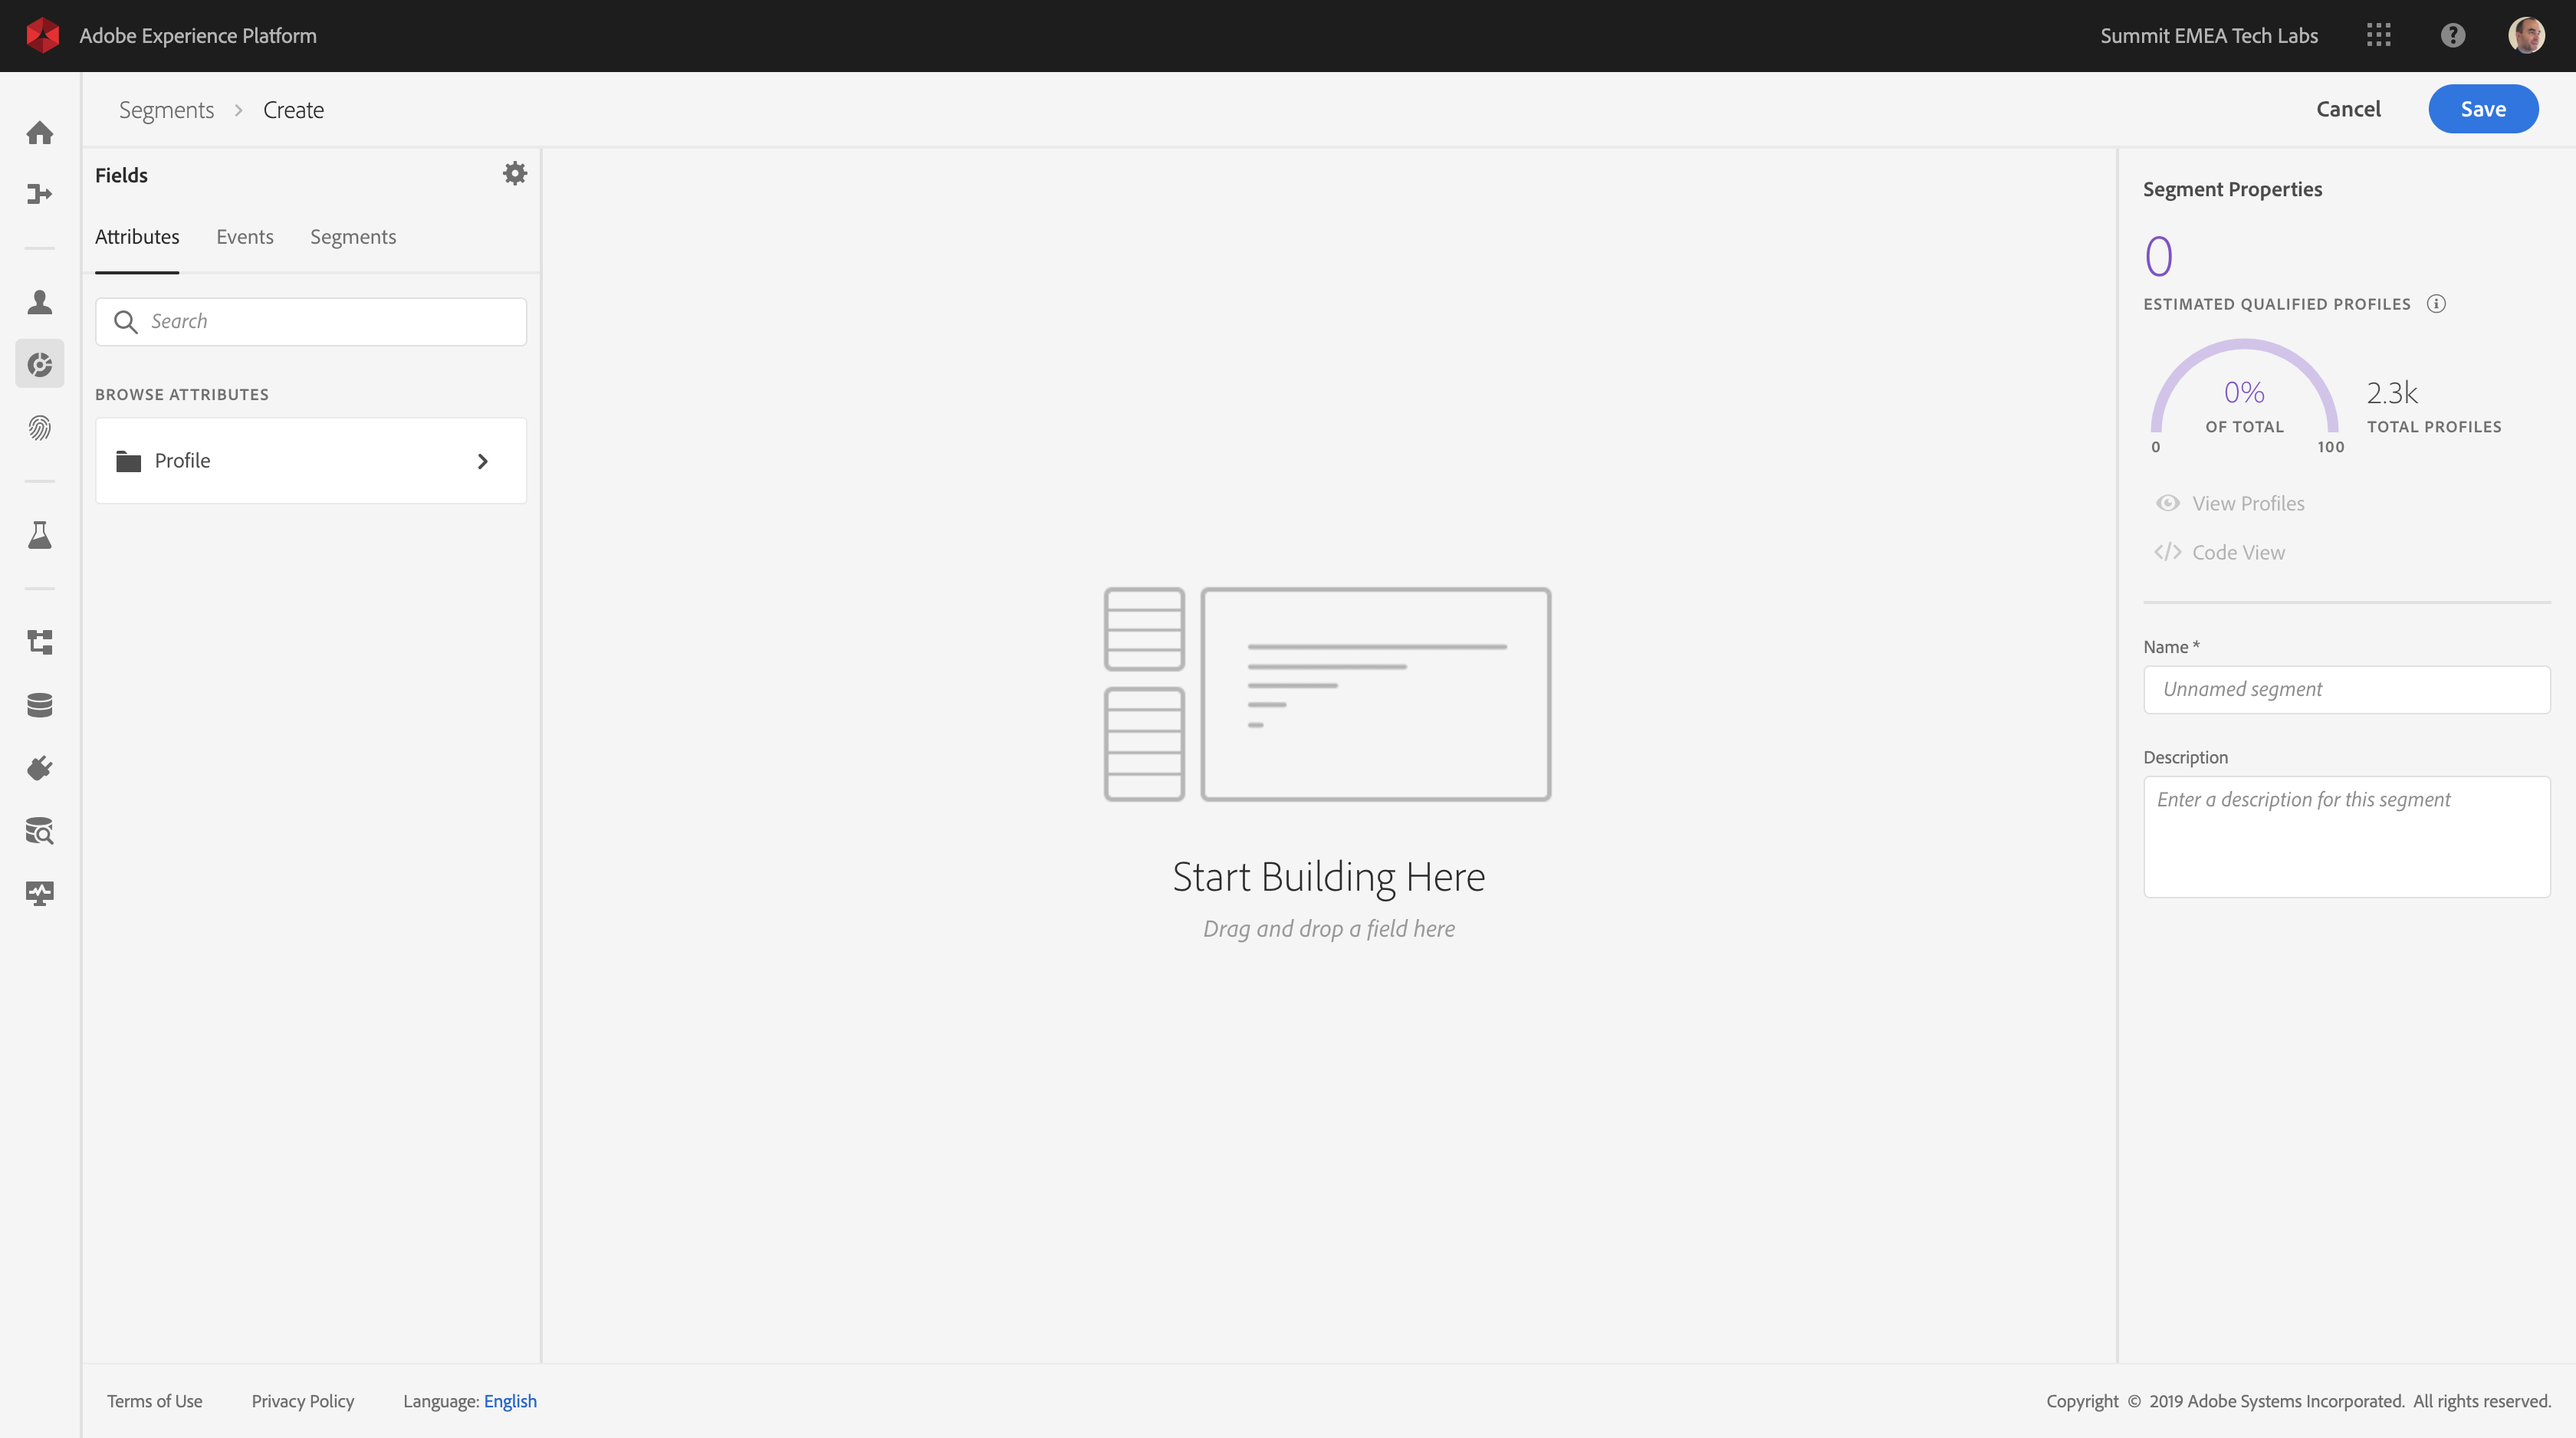 Adobe Experience Platform
Summit EMEA Tech Labs
Segments > Create
Cancel
Save
Fields
Attributes
Events
Segments
Search
BROWSE ATTRIBUTES
Profile
Start Building Here
Drag and drop a field here
Segment Properties
0
ESTIMATED QUALIFIED PROFILES
0%
OF TOTAL
0
100
2.3k
TOTAL PROFILES
View Profiles
</> Code View
Name *
Unnamed segment
Description
Enter a description for this segment
Terms of Use
Privacy Policy
Language: English
Copyright © 2019 Adobe Systems Incorporated. All rights reserved.